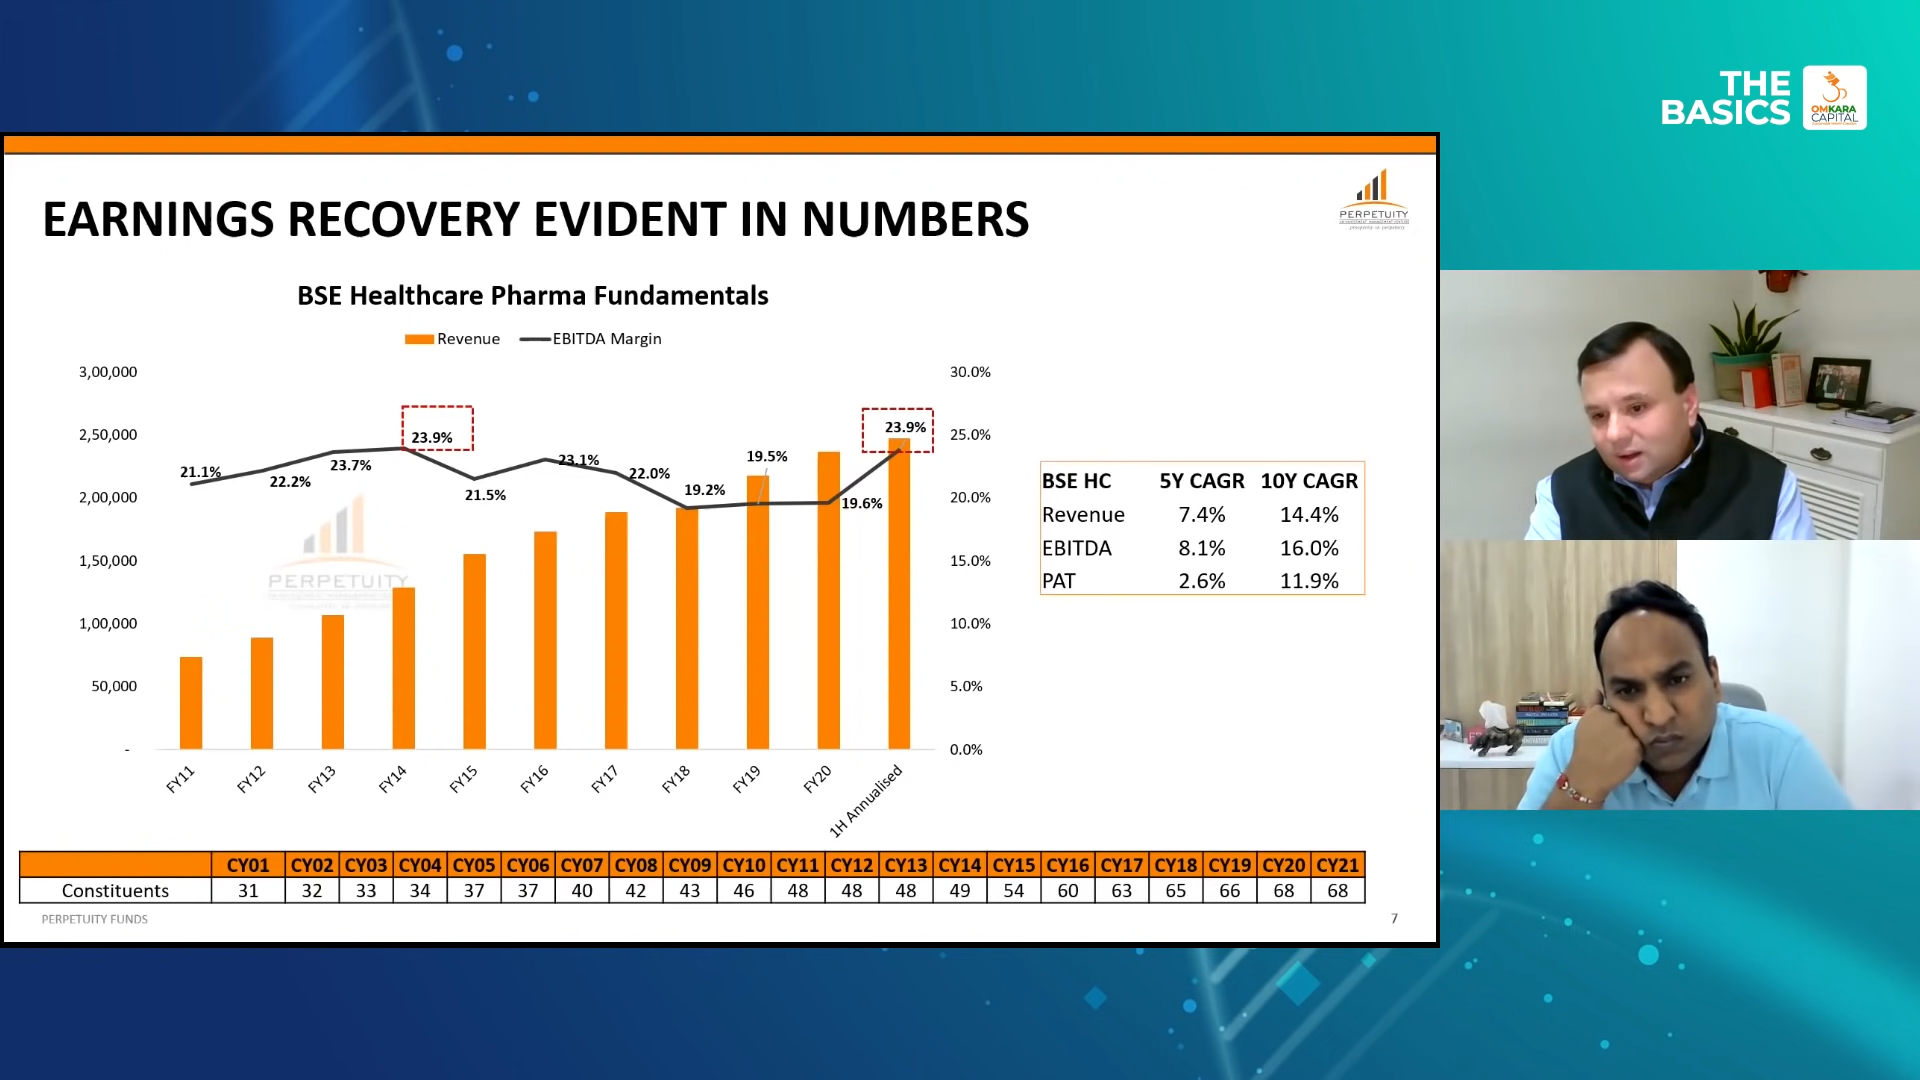 THE
BASICS
OMKARA
CAPITAL
EARNINGS RECOVERY EVIDENT IN NUMBERS
PERPETUITY
BSE Healthcare Pharma Fundamentals
Revenue EBITDA Margin
3,00,000
2,50,000
2,00,000
1,50,000
1,00,000
50,000
-
30.0%
25.0%
20.0%
15.0%
10.0%
5.0%
0.0%
21.1%
22.2%
23.7%
23.9%
21.5%
23.1%
22.0%
19.2%
19.5%
19.6%
23.9%
PERPETUITY
FY11 FY12 FY13 FY14 FY15 FY16 FY17 FY18 FY19 FY20 1H Annualised
BSE HC 5Y CAGR 10Y CAGR
Revenue 7.4% 14.4%
EBITDA 8.1% 16.0%
PAT 2.6% 11.9%
CY01 CY02 CY03 CY04 CY05 CY06 CY07 CY08 CY09 CY10 CY11 CY12 CY13 CY14 CY15 CY16 CY17 CY18 CY19 CY20 CY21
Constituents 31 32 33 34 37 37 40 42 43 46 48 48 48 49 54 60 63 65 66 68 68
PERPETUITY FUNDS
7